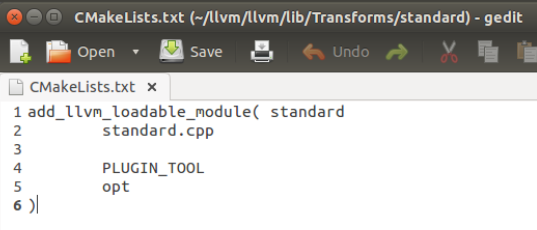 CMakeLists.txt (~/llvm/llvm/lib/Transforms/standard) - gedit
Open Save Undo
CMakeLists.txt ×
1 add_llvm_loadable_module( standard
2         standard.cpp
3
4         PLUGIN_TOOL
5         opt
6 )